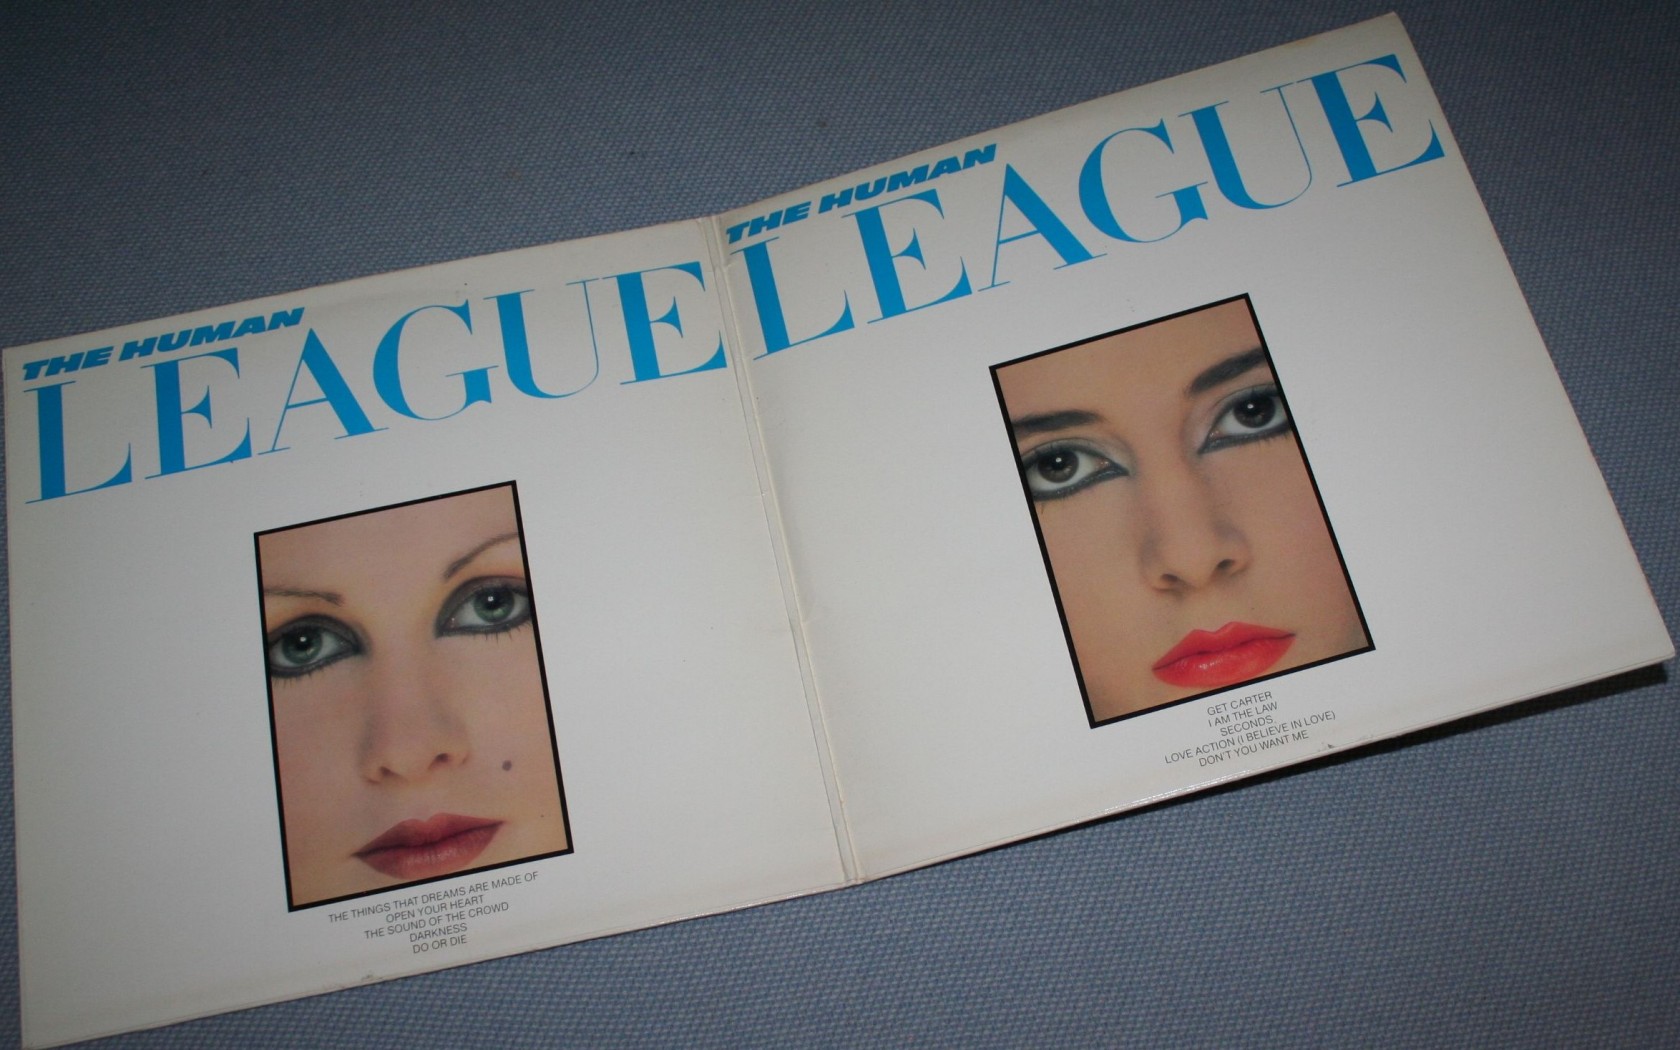 THE HUMAN
LEAGUE
THE THINGS THAT DREAMS ARE MADE OF
OPEN YOUR HEART
THE SOUND OF THE CROWD
DARKNESS
DO OR DIE
THE HUMAN
LEAGUE
GET CARTER
I AM THE LAW
SECONDS.
LOVE ACTION (I BELIEVE IN LOVE)
DON'T YOU WANT ME